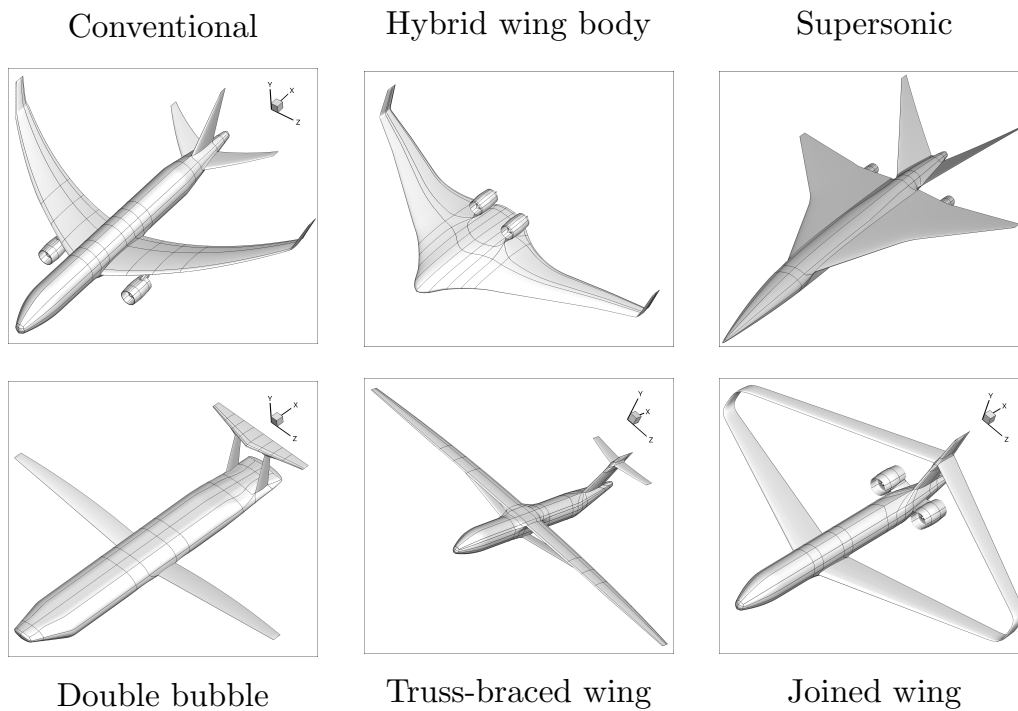 Conventional
Hybrid wing body
Supersonic
Y
X
Z
Y
X
Z
Y
X
Z
Y
X
Z
Double bubble
Truss-braced wing
Joined wing